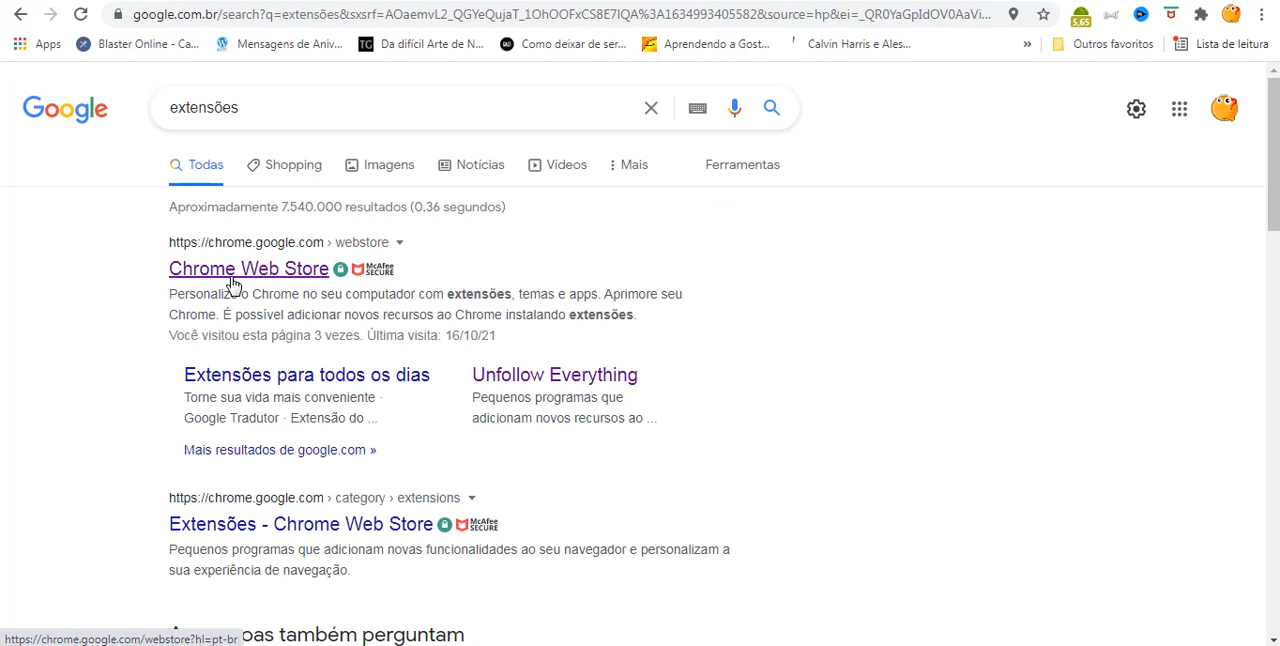 google.com.br/search?q=extensões&sxsrf=AOaemvL2_QGYeQujaT_1OhOOFxCS8E7IQA%3A1634993405582&source=hp&ei=_QR0YaGpIdOV0AaVi...
5,65
Apps Blaster Online - Ca... Mensagens de Aniv... TG Da difícil Arte de N... Como deixar de ser... Aprendendo a Gost... Calvin Harris e Ales... » Outros favoritos Lista de leitura
Google extensões
Todas Shopping Imagens Notícias Vídeos Mais Ferramentas
Aproximadamente 7.540.000 resultados (0,36 segundos)
https://chrome.google.com › webstore
Chrome Web Store McAfee SECURE
Personalize o Chrome no seu computador com extensões, temas e apps. Aprimore seu
Chrome. É possível adicionar novos recursos ao Chrome instalando extensões.
Você visitou esta página 3 vezes. Última visita: 16/10/21
Extensões para todos os dias
Torne sua vida mais conveniente ·
Google Tradutor · Extensão do ...
Unfollow Everything
Pequenos programas que
adicionam novos recursos ao ...
Mais resultados de google.com »
https://chrome.google.com › category › extensions
Extensões - Chrome Web Store McAfee SECURE
Pequenos programas que adicionam novas funcionalidades ao seu navegador e personalizam a
sua experiência de navegação.
também perguntam
https://chrome.google.com/webstore?hl=pt-br